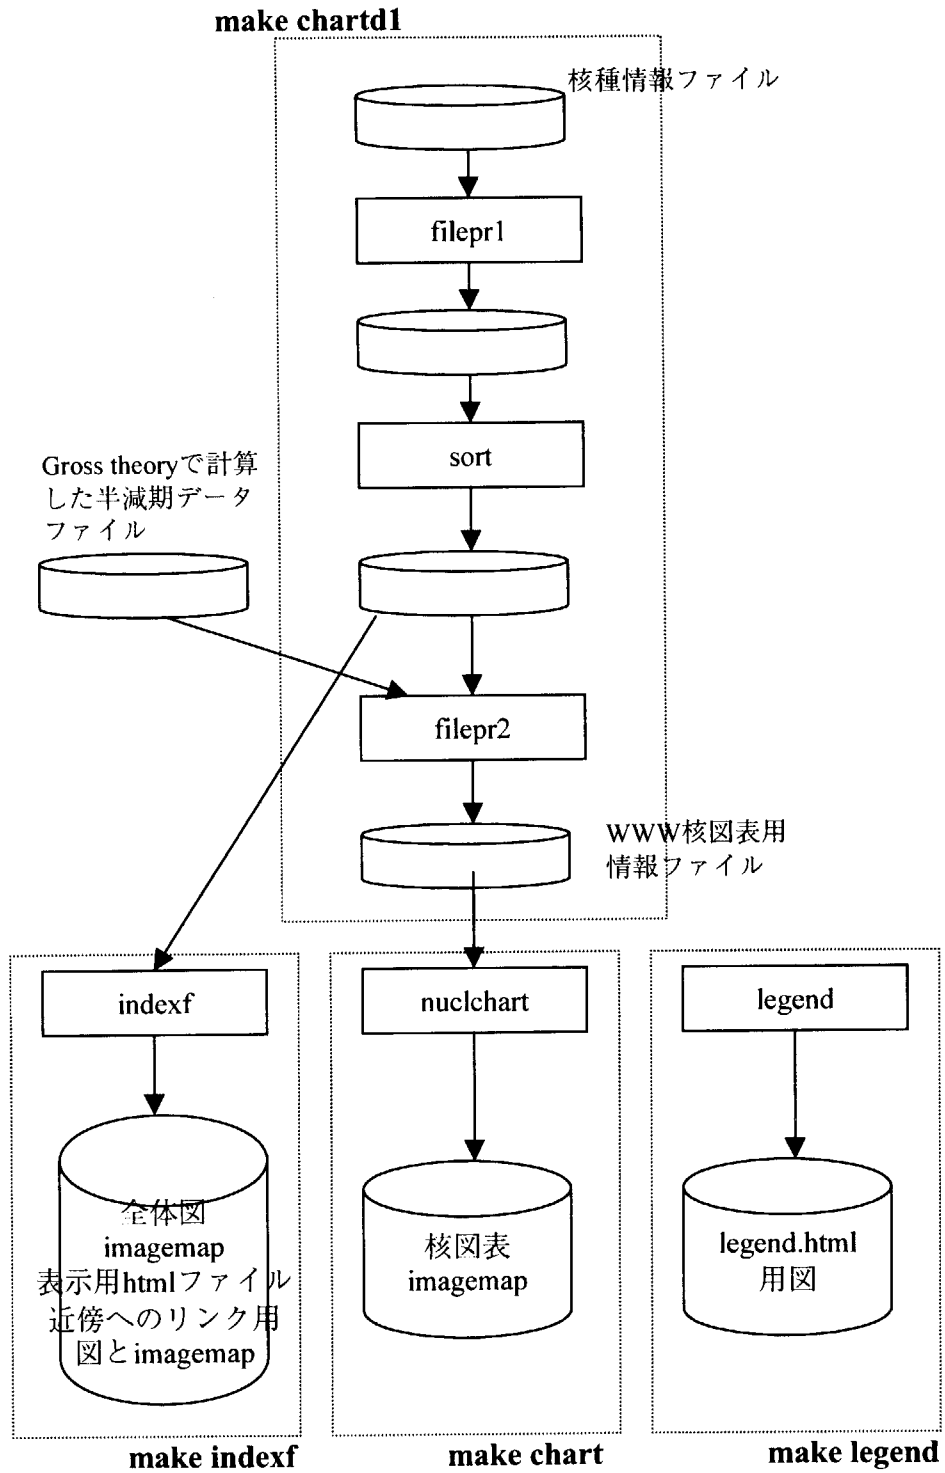 make chartd1
核種情報ファイル
filepr1
sort
Gross theoryで計算
した半減期データ
ファイル
filepr2
WWW核図表用
情報ファイル
indexf
nuclchart
legend
全体図
imagemap
表示用htmlファイル
近傍へのリンク用
図とimagemap
核図表
imagemap
legend.html
用図
make indexf
make chart
make legend